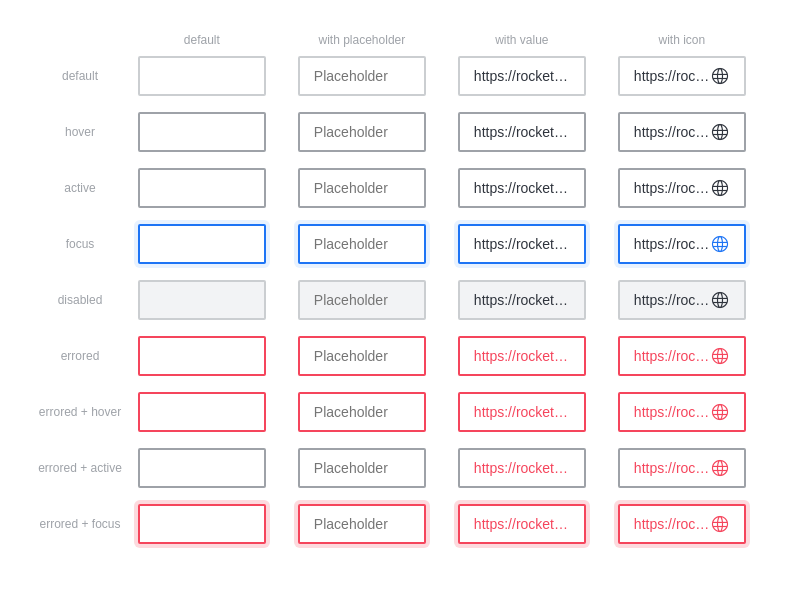 default with placeholder with value with icon
default Placeholder https://rocket… https://roc…
hover Placeholder https://rocket… https://roc…
active Placeholder https://rocket… https://roc…
focus Placeholder https://rocket… https://roc…
disabled Placeholder https://rocket… https://roc…
errored Placeholder https://rocket… https://roc…
errored + hover Placeholder https://rocket… https://roc…
errored + active Placeholder https://rocket… https://roc…
errored + focus Placeholder https://rocket… https://roc…